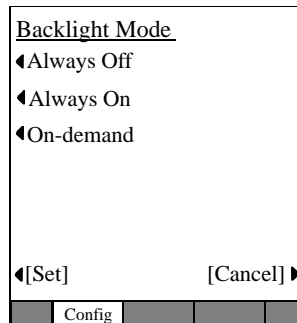 Backlight Mode
Always Off
Always On
On-demand
[Set] [Cancel]
Config